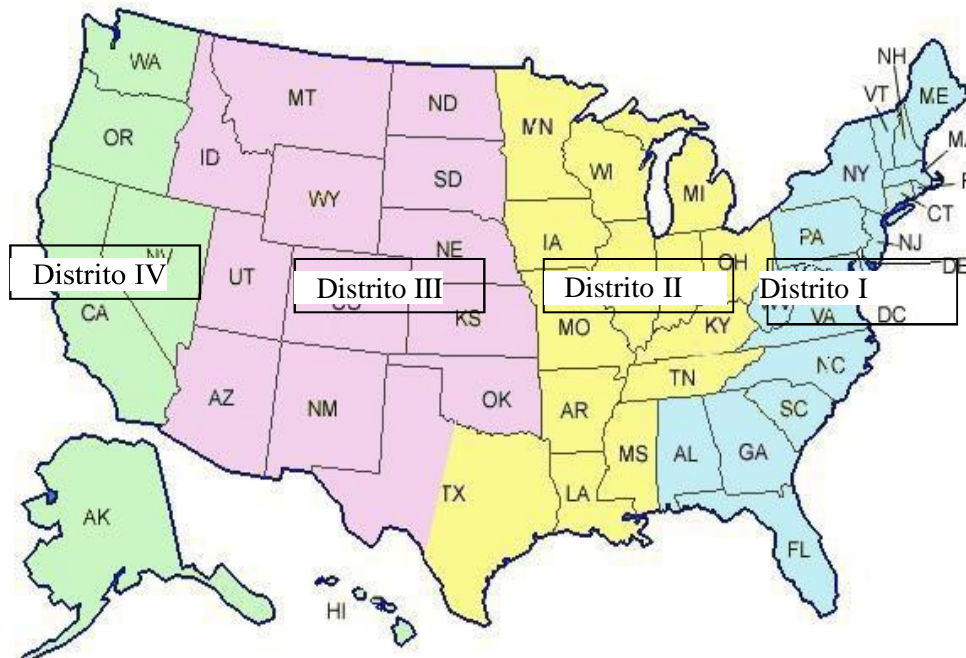 WA
MT
ND
MN
NH
VT
ME
OR
ID
WY
SD
WI
MI
NY
MA
CT
NJ
DE
DC
PA
OH
IA
NE
NV
UT
Distrito IV
Distrito III
Distrito II
Distrito I
CA
KS
MO
KY
VA
NC
AZ
NM
OK
AR
TN
SC
MS
AL
GA
TX
LA
FL
AK
HI